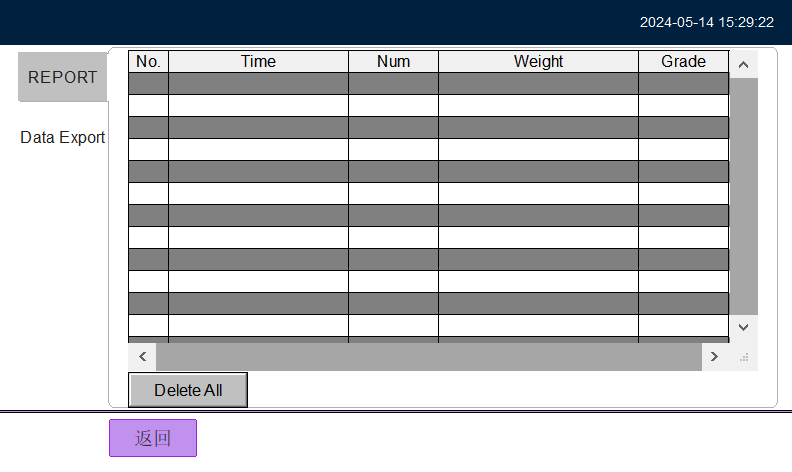 2024-05-14 15:29:22
REPORT
Data Export
No. Time Num Weight Grade
Delete All
返回